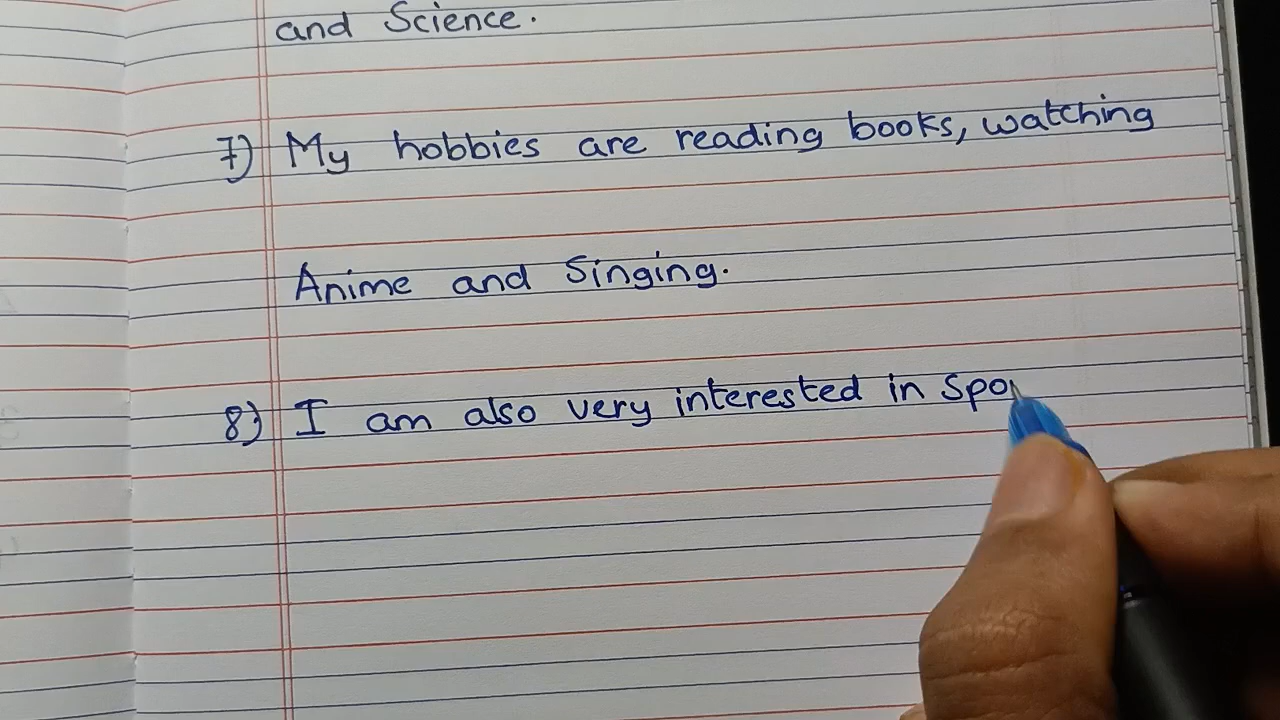 and Science.
7) My hobbies are reading books, watching
Anime and Singing.
8) I am also very interested in Spo